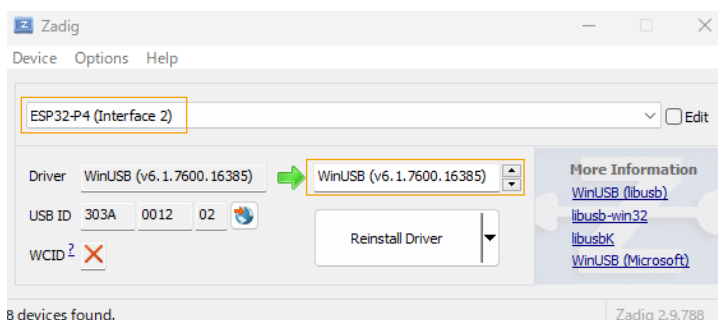 Zadig
Device Options Help
ESP32-P4 (Interface 2)
Edit
Driver WinUSB (v6.1.7600.16385) WinUSB (v6.1.7600.16385)
USB ID 303A 0012 02
WCID ?
Reinstall Driver
More Information
WinUSB (libusb)
libusb-win32
libusbK
WinUSB (Microsoft)
8 devices found.
Zadig 2.9.788